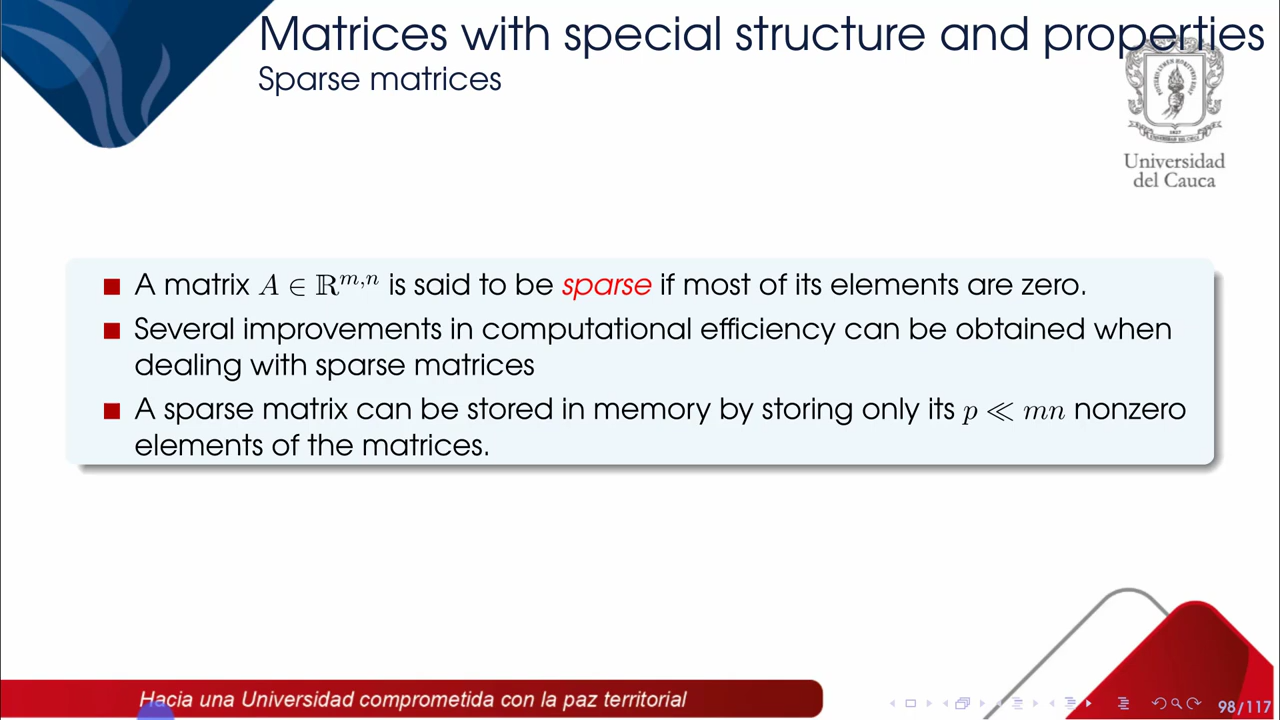 Matrices with special structure and properties
Sparse matrices
Universidad
del Cauca
A matrix A ∈ ℝ^{m,n} is said to be sparse if most of its elements are zero.
Several improvements in computational efficiency can be obtained when
dealing with sparse matrices
A sparse matrix can be stored in memory by storing only its p ≪ mn nonzero
elements of the matrices.
Hacia una Universidad comprometida con la paz territorial
98/117